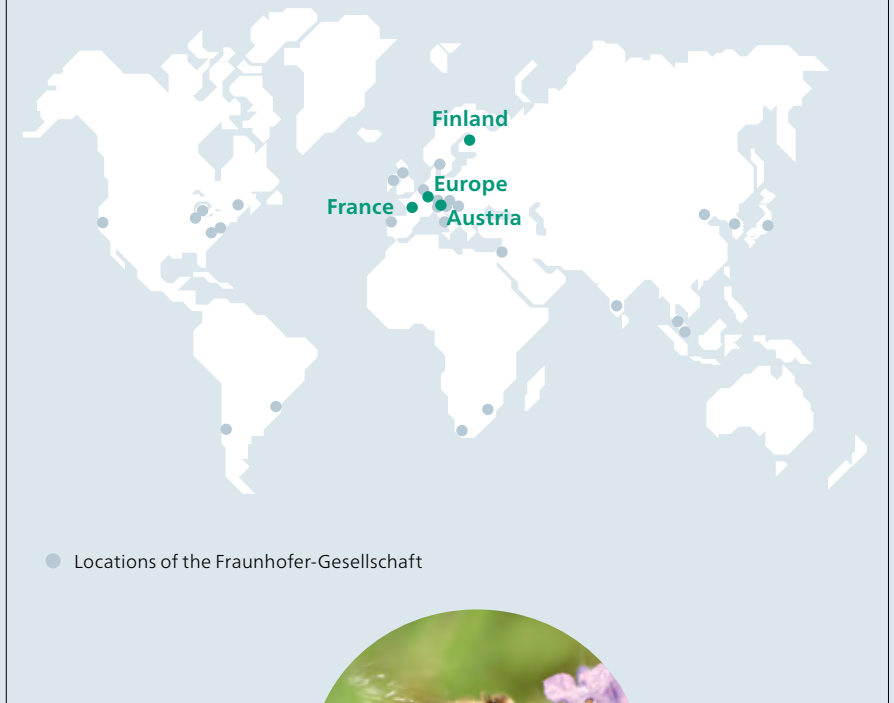 Finland
Europe
France
Austria
Locations of the Fraunhofer-Gesellschaft